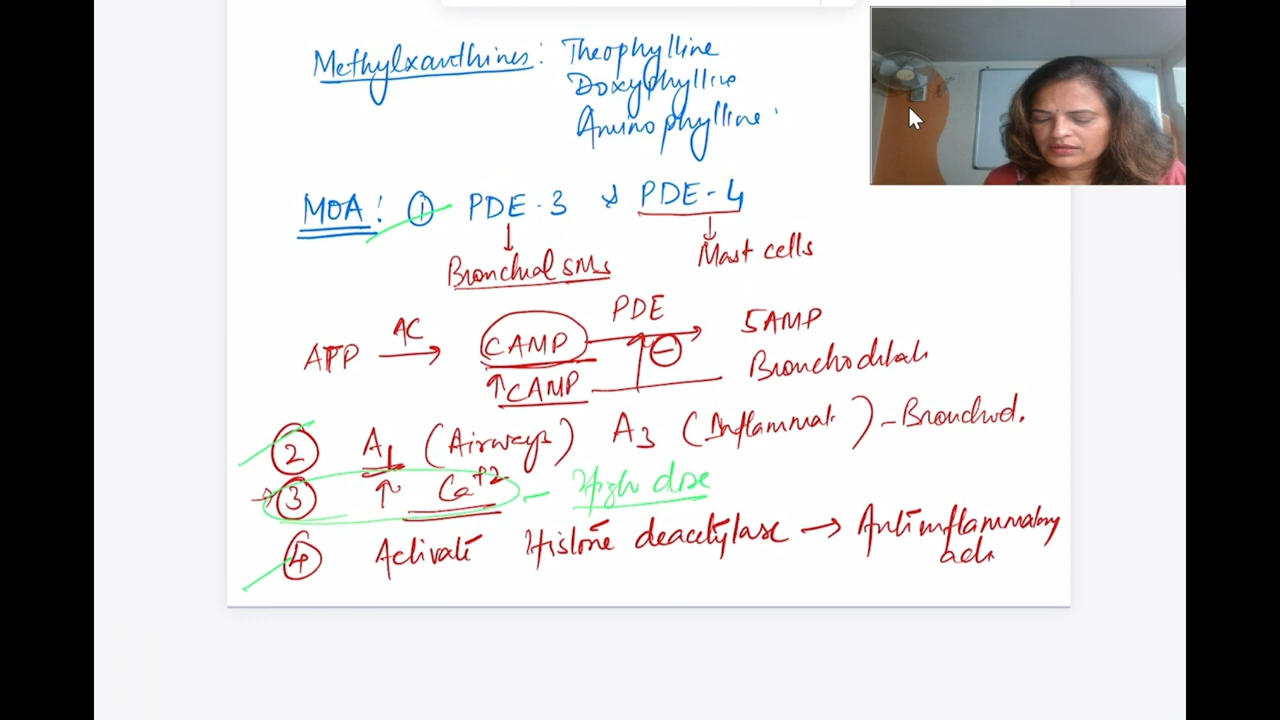 Methylxanthines: Theophylline
Doxyphylline
Aminophylline
MOA: ① PDE-3 & PDE-4
↓ ↓
Bronchial SMs Mast cells
ATP AC → CAMP PDE → 5AMP
↑CAMP ⊖ Bronchodilat
② A1 (Airways) A3 (Inflammat ) - Bronchod.
→ ③ ↑ Ca+2 - High dose
④ Activate Histone deacetylase → Antiinflammatory
acti